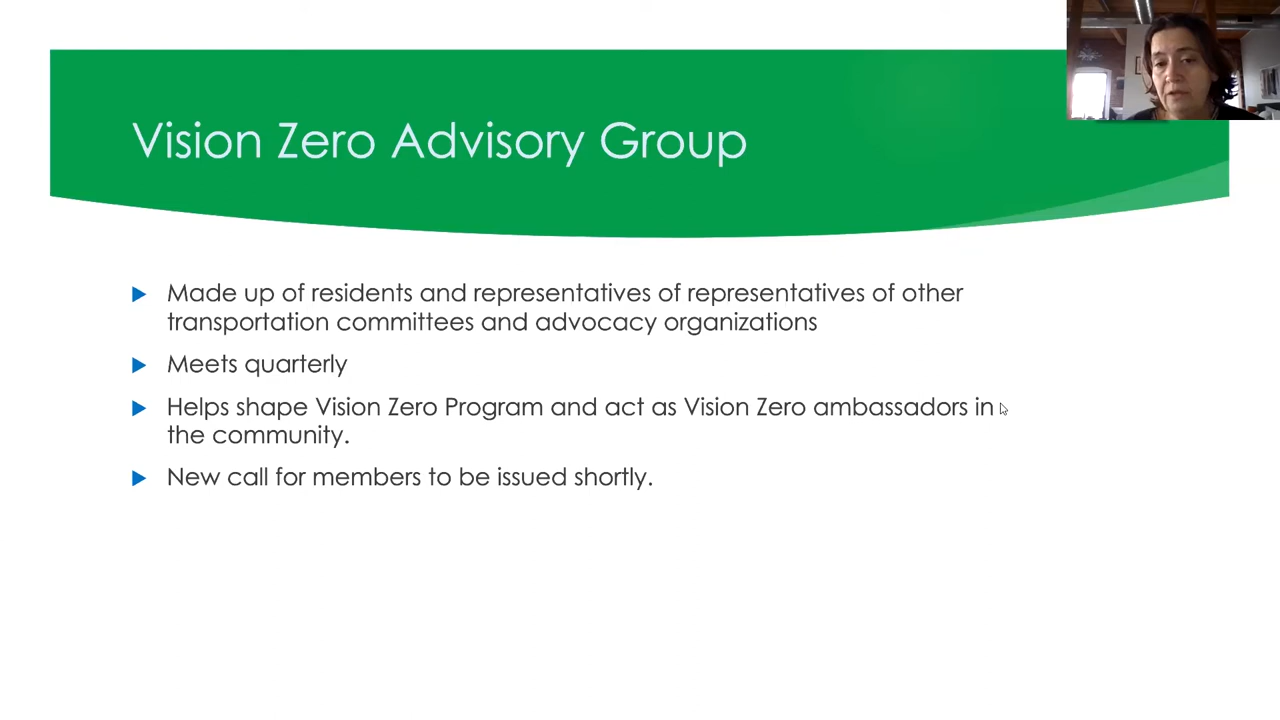 Vision Zero Advisory Group
Made up of residents and representatives of representatives of other
transportation committees and advocacy organizations
Meets quarterly
Helps shape Vision Zero Program and act as Vision Zero ambassadors in
the community.
New call for members to be issued shortly.